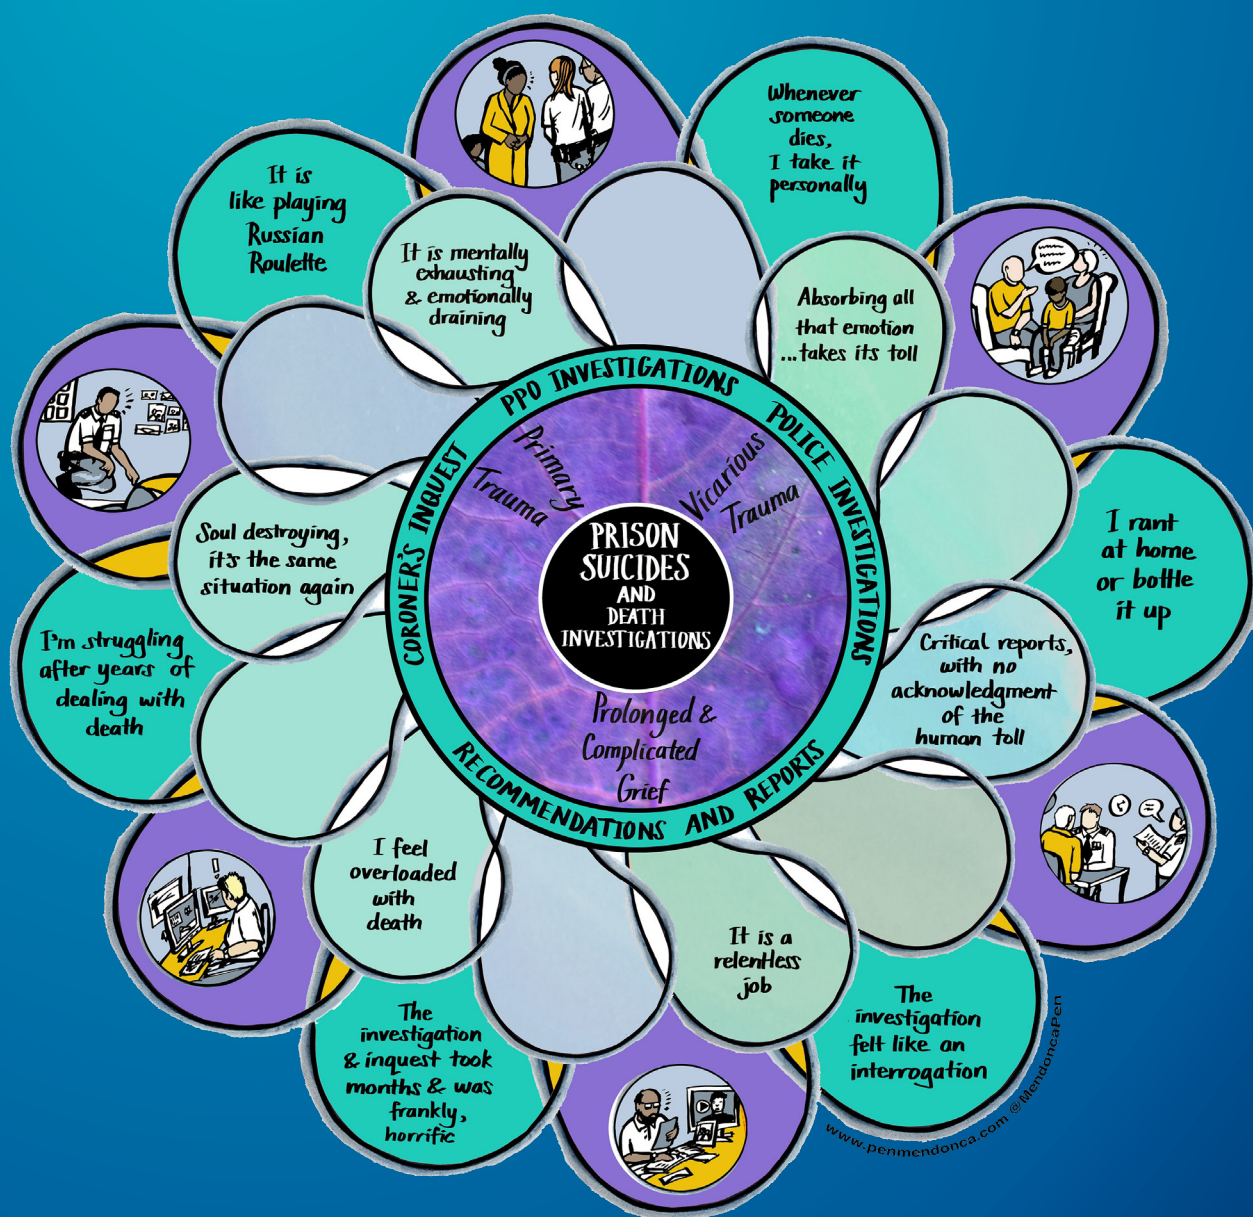 Whenever
someone
dies,
I take it
personally
It is
like playing
Russian
Roulette
It is mentally
exhausting
& emotionally
draining
Absorbing all
that emotion
...takes its toll
PPO INVESTIGATIONS
POLICE INVESTIGATIONS
CORONER'S INQUEST
RECOMMENDATIONS AND REPORTS
Primary
Trauma
Vicarious
Trauma
PRISON
SUICIDES
AND
DEATH
INVESTIGATIONS
Prolonged &
Complicated
Grief
I rant
at home
or bottle
it up
Soul destroying,
it's the same
situation again
I'm struggling
after years of
dealing with
death
Critical reports,
with no
acknowledgment
of the
human toll
I feel
overloaded
with
death
It is a
relentless
job
The
investigation
& inquest took
months & was
frankly,
horrific
The
investigation
felt like an
interrogation
www.penmendonca.com @MendoncaPen